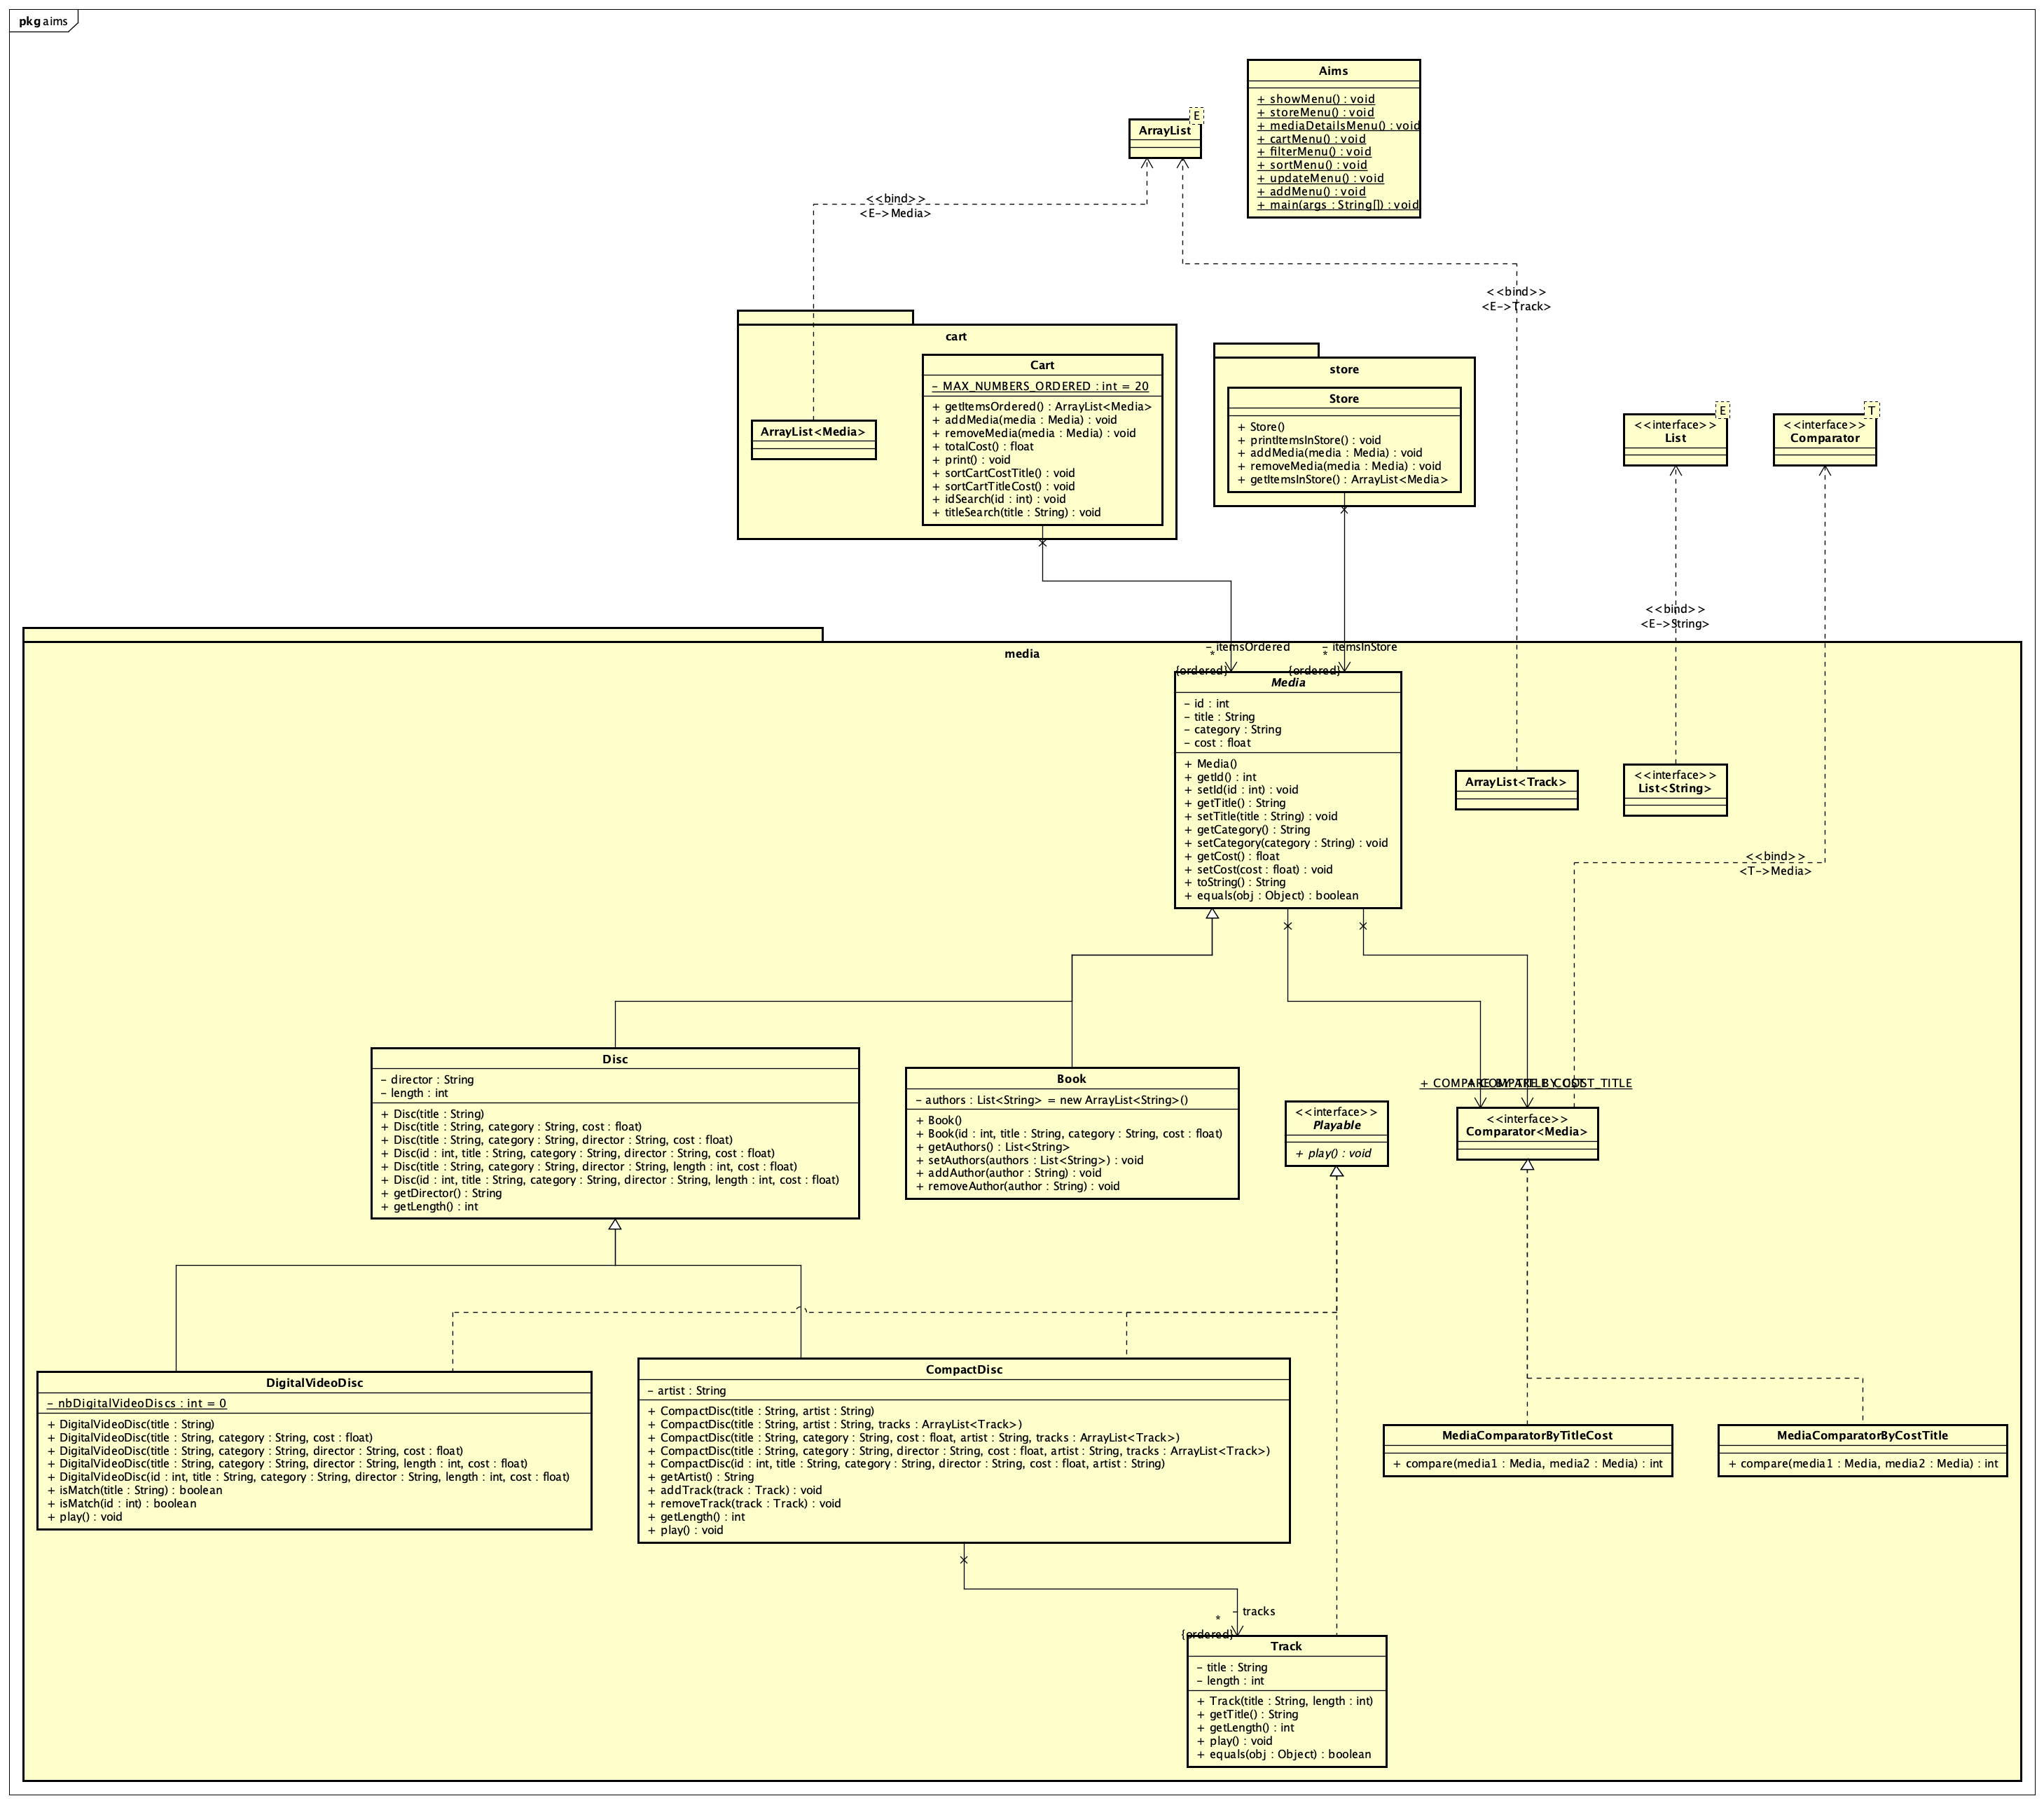 pkg aims
Aims
+ showMenu() : void
+ storeMenu() : void
+ mediaDetailsMenu() : void
+ cartMenu() : void
+ filterMenu() : void
+ sortMenu() : void
+ updateMenu() : void
+ addMenu() : void
+ main(args : String[]) : void
E
ArrayList
<<bind>>
<E->Media>
<<bind>>
<E->Track>
cart
ArrayList<Media>
Cart
- MAX_NUMBERS_ORDERED : int = 20
+ getItemsOrdered() : ArrayList<Media>
+ addMedia(media : Media) : void
+ removeMedia(media : Media) : void
+ totalCost() : float
+ print() : void
+ sortCartCostTitle() : void
+ sortCartTitleCost() : void
+ idSearch(id : int) : void
+ titleSearch(title : String) : void
store
Store
+ Store()
+ printItemsInStore() : void
+ addMedia(media : Media) : void
+ removeMedia(media : Media) : void
+ getItemsInStore() : ArrayList<Media>
E
<<interface>>
List
T
<<interface>>
Comparator
<<bind>>
<E->String>
media
- itemsOrdered
*
{ordered}
- itemsInStore
*
{ordered}
Media
- id : int
- title : String
- category : String
- cost : float
+ Media()
+ getId() : int
+ setId(id : int) : void
+ getTitle() : String
+ setTitle(title : String) : void
+ getCategory() : String
+ setCategory(category : String) : void
+ getCost() : float
+ setCost(cost : float) : void
+ toString() : String
+ equals(obj : Object) : boolean
ArrayList<Track>
<<interface>>
List<String>
<<bind>>
<T->Media>
Disc
- director : String
- length : int
+ Disc(title : String)
+ Disc(title : String, category : String, cost : float)
+ Disc(title : String, category : String, director : String, cost : float)
+ Disc(id : int, title : String, category : String, director : String, cost : float)
+ Disc(title : String, category : String, director : String, length : int, cost : float)
+ Disc(id : int, title : String, category : String, director : String, length : int, cost : float)
+ getDirector() : String
+ getLength() : int
Book
- authors : List<String> = new ArrayList<String>()
+ Book()
+ Book(id : int, title : String, category : String, cost : float)
+ getAuthors() : List<String>
+ setAuthors(authors : List<String>) : void
+ addAuthor(author : String) : void
+ removeAuthor(author : String) : void
<<interface>>
Playable
+ play() : void
+ COMPARE_BY_TITLE_COST
+ COMPARE_BY_COST_TITLE
<<interface>>
Comparator<Media>
DigitalVideoDisc
- nbDigitalVideoDiscs : int = 0
+ DigitalVideoDisc(title : String)
+ DigitalVideoDisc(title : String, category : String, cost : float)
+ DigitalVideoDisc(title : String, category : String, director : String, cost : float)
+ DigitalVideoDisc(title : String, category : String, director : String, length : int, cost : float)
+ DigitalVideoDisc(id : int, title : String, category : String, director : String, length : int, cost : float)
+ isMatch(title : String) : boolean
+ isMatch(id : int) : boolean
+ play() : void
CompactDisc
- artist : String
+ CompactDisc(title : String, artist : String)
+ CompactDisc(title : String, artist : String, tracks : ArrayList<Track>)
+ CompactDisc(title : String, category : String, cost : float, artist : String, tracks : ArrayList<Track>)
+ CompactDisc(title : String, category : String, director : String, cost : float, artist : String, tracks : ArrayList<Track>)
+ CompactDisc(id : int, title : String, category : String, director : String, cost : float, artist : String)
+ getArtist() : String
+ addTrack(track : Track) : void
+ removeTrack(track : Track) : void
+ getLength() : int
+ play() : void
MediaComparatorByTitleCost
+ compare(media1 : Media, media2 : Media) : int
MediaComparatorByCostTitle
+ compare(media1 : Media, media2 : Media) : int
- tracks
*
{ordered}
Track
- title : String
- length : int
+ Track(title : String, length : int)
+ getTitle() : String
+ getLength() : int
+ play() : void
+ equals(obj : Object) : boolean